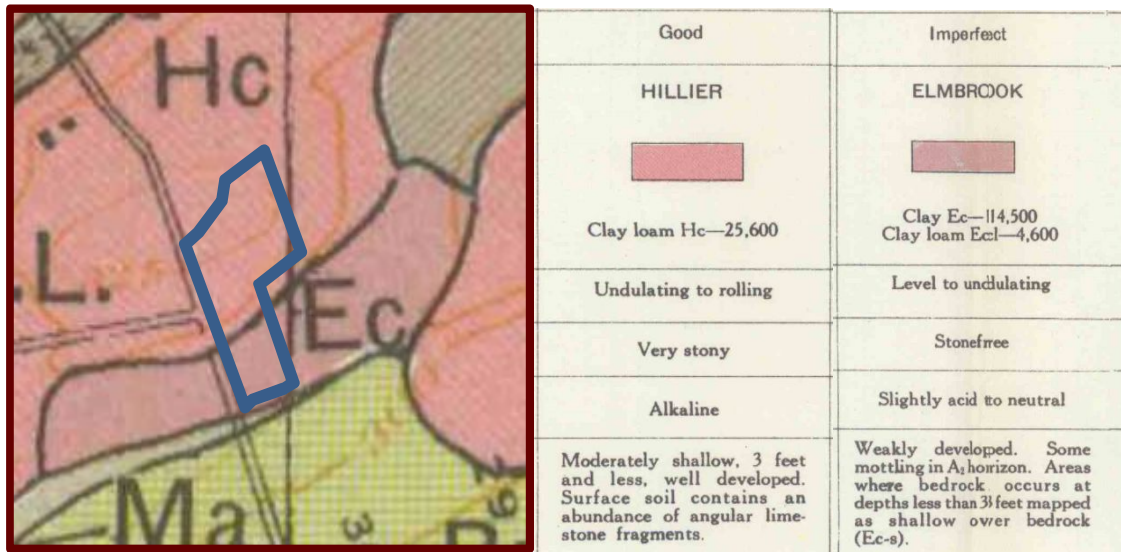 Hc
.L.
Ec
Ma
3
Good
HILLIER
Clay loam Hc—25,600
Undulating to rolling
Very stony
Alkaline
Moderately shallow, 3 feet
and less, well developed.
Surface soil contains an
abundance of angular lime-
stone fragments.
Imperfect
ELMBROOK
Clay Ec—14,500
Clay loam Ecl—4,600
Level to undulating
Stonefree
Slightly acid to neutral
Weakly developed. Some
mottling in A₂ horizon. Areas
where bedrock occurs at
depths less than 3 feet mapped
as shallow over bedrock
(Ec-s).